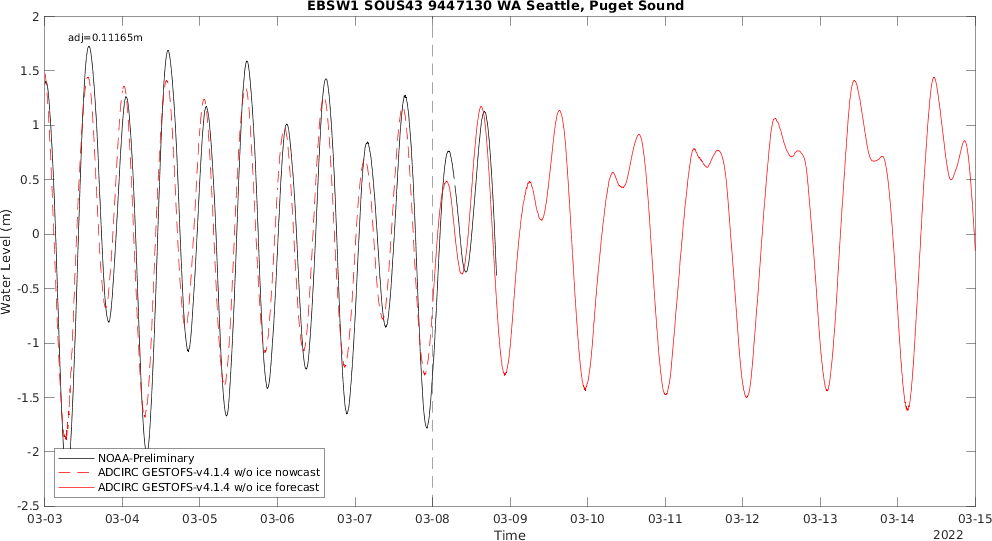 EBSW1 SOUS43 9447130 WA Seattle, Puget Sound
adj=0.11165m
2
1.5
1
0.5
0
-0.5
-1
-1.5
-2
-2.5
Water Level (m)
NOAA-Preliminary
ADCIRC GESTOFS-v4.1.4 w/o ice nowcast
ADCIRC GESTOFS-v4.1.4 w/o ice forecast
03-03 03-04 03-05 03-06 03-07 03-08 03-09 03-10 03-11 03-12 03-13 03-14 03-15
Time
2022